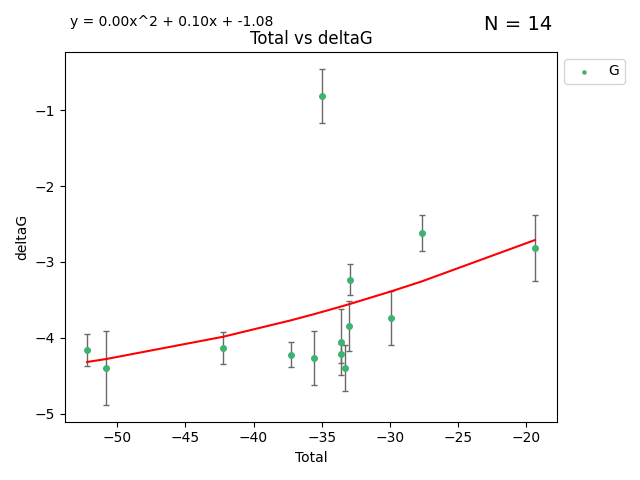 y = 0.00x^2 + 0.10x + -1.08
N = 14
Total vs deltaG
G
deltaG
−1
−2
−3
−4
−5
−50
−45
−40
−35
−30
−25
−20
Total